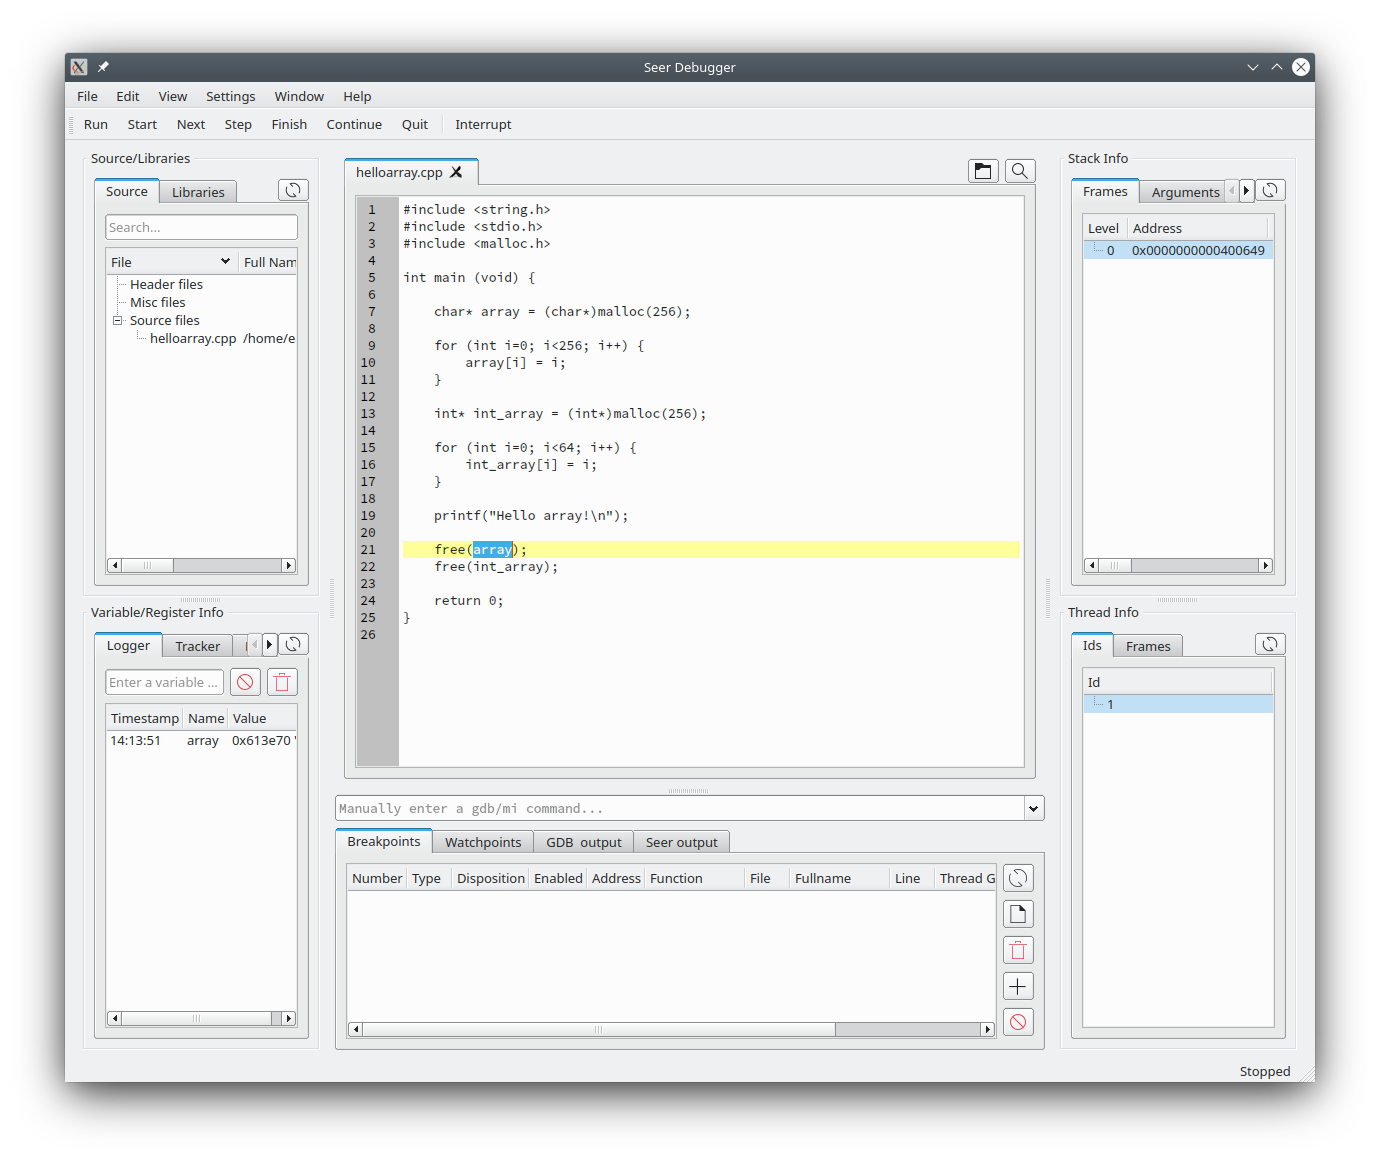 Seer Debugger
File Edit View Settings Window Help
Run Start Next Step Finish Continue Quit Interrupt
Source/Libraries
Source Libraries
Search...
File Full Nam
Header files
Misc files
Source files
helloarray.cpp /home/e
Variable/Register Info
Logger Tracker
Enter a variable ...
Timestamp Name Value
14:13:51 array 0x613e70 "
helloarray.cpp
1 #include <string.h>
2 #include <stdio.h>
3 #include <malloc.h>
4
5 int main (void) {
6
7     char* array = (char*)malloc(256);
8
9     for (int i=0; i<256; i++) {
10         array[i] = i;
11     }
12
13     int* int_array = (int*)malloc(256);
14
15     for (int i=0; i<64; i++) {
16         int_array[i] = i;
17     }
18
19     printf("Hello array!\n");
20
21     free(array);
22     free(int_array);
23
24     return 0;
25 }
26
Manually enter a gdb/mi command...
Breakpoints Watchpoints GDB output Seer output
Number Type Disposition Enabled Address Function File Fullname Line Thread G
Stack Info
Frames Arguments
Level Address
0 0x0000000000400649
Thread Info
Ids Frames
Id
1
Stopped